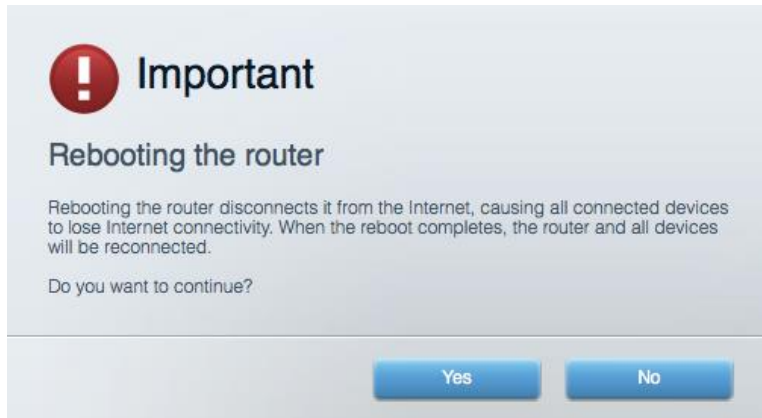 Important
Rebooting the router
Rebooting the router disconnects it from the Internet, causing all connected devices
to lose Internet connectivity. When the reboot completes, the router and all devices
will be reconnected.
Do you want to continue?
Yes
No